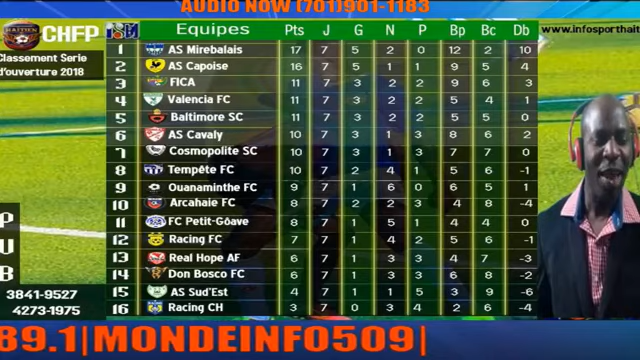 AUDIO NOW (701)901-1183
CHFP
Classement Serie
d'ouverture 2018
www.infosporthait
Equipes Pts J G N P Bp Bc Db
1 AS Mirebalais 17 7 5 2 0 12 2 10
2 AS Capoise 16 7 5 1 1 9 5 4
3 FICA 11 7 3 2 2 9 6 3
4 Valencia FC 11 7 3 2 2 5 4 1
5 Baltimore SC 11 7 3 2 2 5 5 0
6 AS Cavaly 10 7 3 1 3 8 6 2
7 Cosmopolite SC 10 7 3 1 3 7 7 0
8 Tempête FC 10 7 2 4 1 5 6 -1
9 Ouanaminthe FC 9 7 1 6 0 6 5 1
10 Arcahaie FC 8 7 2 2 3 4 8 -4
11 FC Petit-Gôave 8 7 1 5 1 4 4 0
12 Racing FC 7 7 1 4 2 5 6 -1
13 Real Hope AF 6 7 1 3 3 4 7 -3
14 Don Bosco FC 6 7 1 3 3 6 8 -2
15 AS Sud'Est 4 7 1 1 5 3 9 -6
16 Racing CH 3 7 0 3 4 2 6 -4
P
U
B
3841-9527
4273-1975
89.1|MONDEINFO509|